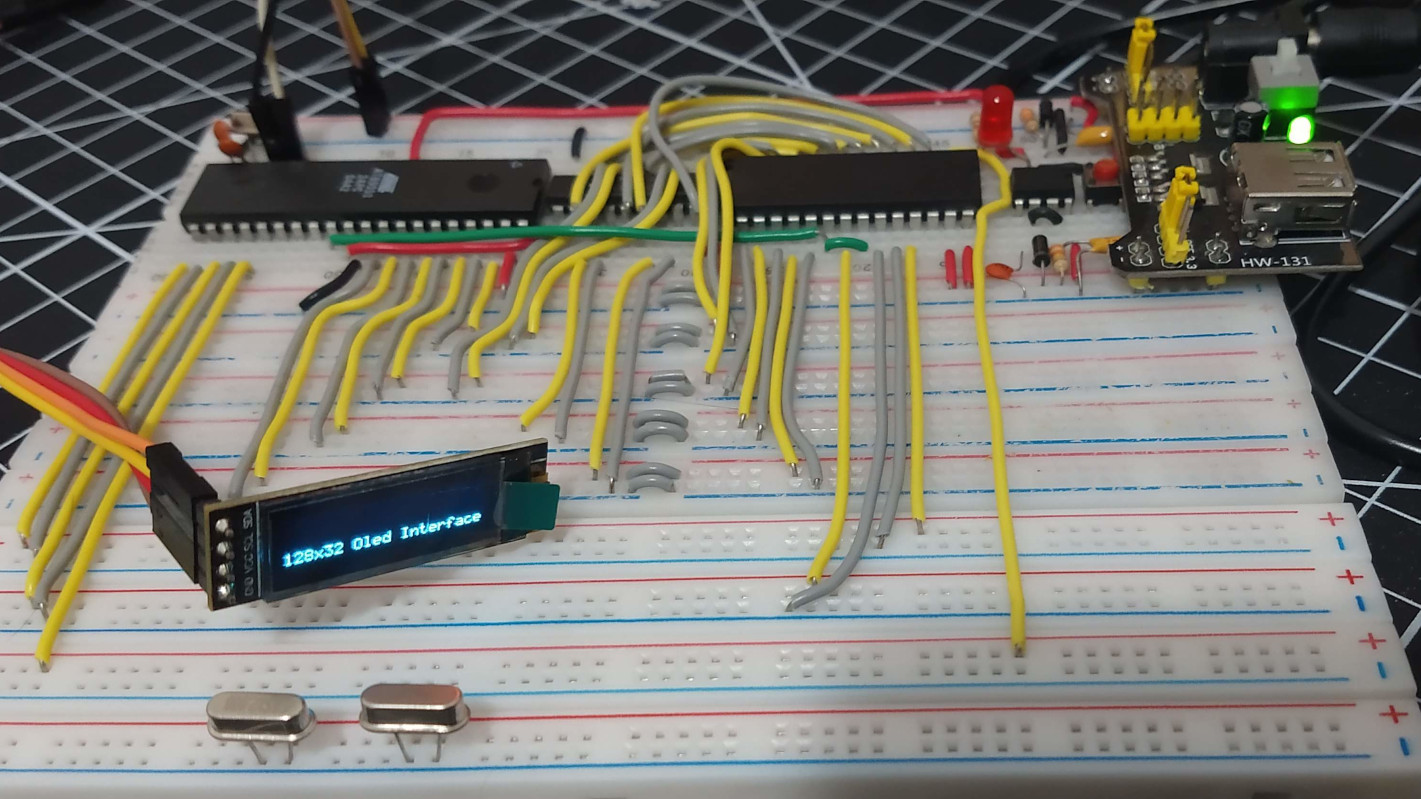 HW-131
128x32 Oled Interface
GND VCC SCL SDA